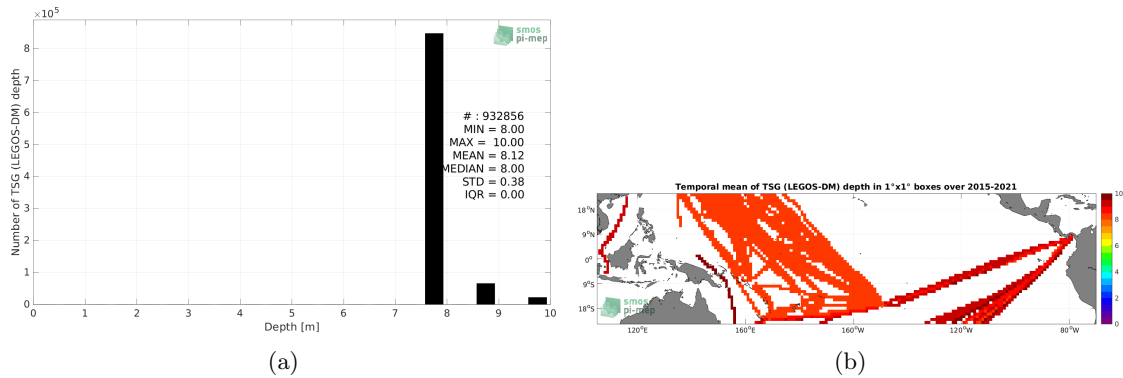 ×10⁵
8
7
6
5
4
3
2
1
0
Number of TSG (LEGOS-DM) depth
0 1 2 3 4 5 6 7 8 9 10
Depth [m]
smos
pi-mep
# : 932856
MIN = 8.00
MAX = 10.00
MEAN = 8.12
MEDIAN = 8.00
STD = 0.38
IQR = 0.00
(a)
Temporal mean of TSG (LEGOS-DM) depth in 1°x1° boxes over 2015-2021
18°N
9°N
0°
9°S
18°S
120°E 160°E 160°W 120°W 80°W
smos
pi-mep
10
8
6
4
2
0
(b)